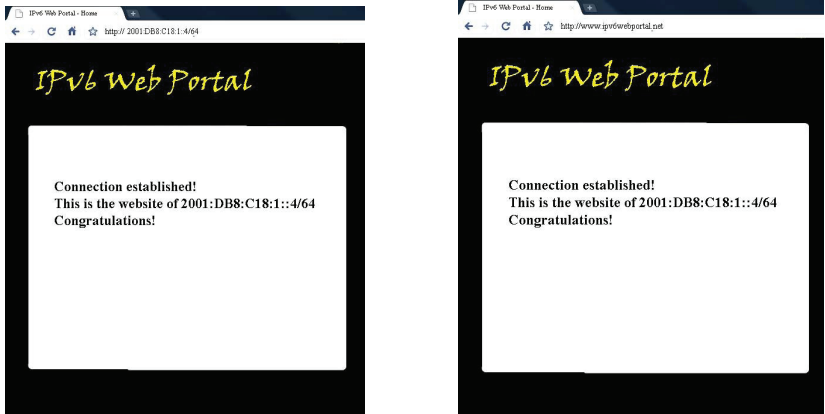 IPv6 Web Portal - Home
http:// 2001:DB8:C18:1::4/64
IPv6 Web Portal
Connection established!
This is the website of 2001:DB8:C18:1::4/64
Congratulations!
IPv6 Web Portal - Home
http://www.ipv6webportal.net
IPv6 Web Portal
Connection established!
This is the website of 2001:DB8:C18:1::4/64
Congratulations!